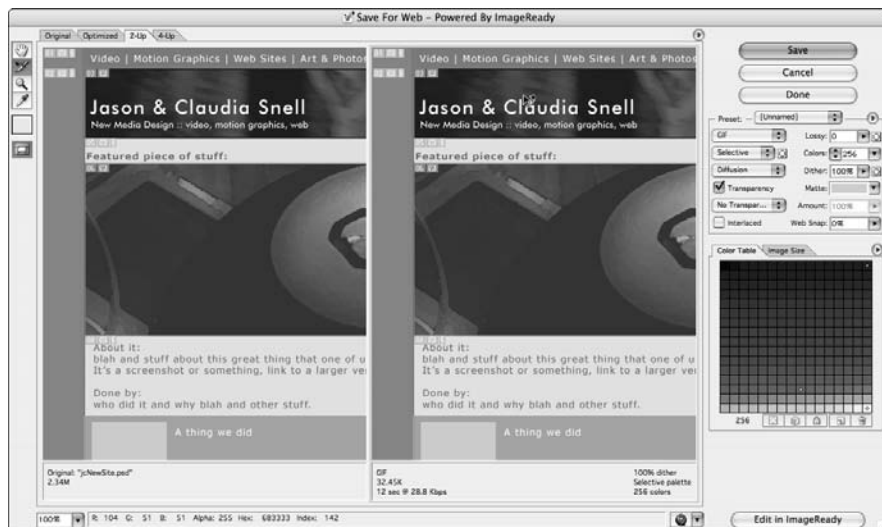 Save For Web - Powered By ImageReady
Original Optimized 2-Up 4-Up
Video | Motion Graphics | Web Sites | Art & Photos
Jason & Claudia Snell
New Media Design :: video, motion graphics, web
Featured piece of stuff:
About it:
blah and stuff about this great thing that one of u
It's a screenshot or something, link to a larger ve
Done by:
who did it and why blah and other stuff.
A thing we did
Original: "jcNewSite.psd"
2.34M
Video | Motion Graphics | Web Sites | Art & Photos
Jason & Claudia Snell
New Media Design :: video, motion graphics, web
Featured piece of stuff:
About it:
blah and stuff about this great thing that one of u
It's a screenshot or something, link to a larger ver
Done by:
who did it and why blah and other stuff.
A thing we did
GIF
32.45K
12 sec @ 28.8 Kbps
100% dither
Selective palette
256 colors
Save
Cancel
Done
Preset: [Unnamed]
GIF Lossy: 0
Selective Colors: 256
Diffusion Dither: 100%
Transparency Matte:
No Transpar... Amount: 100%
Interlaced Web Snap: 0%
Color Table Image Size
256
100% R: 104 G: 51 B: 51 Alpha: 255 Hex: 683333 Index: 142
Edit in ImageReady